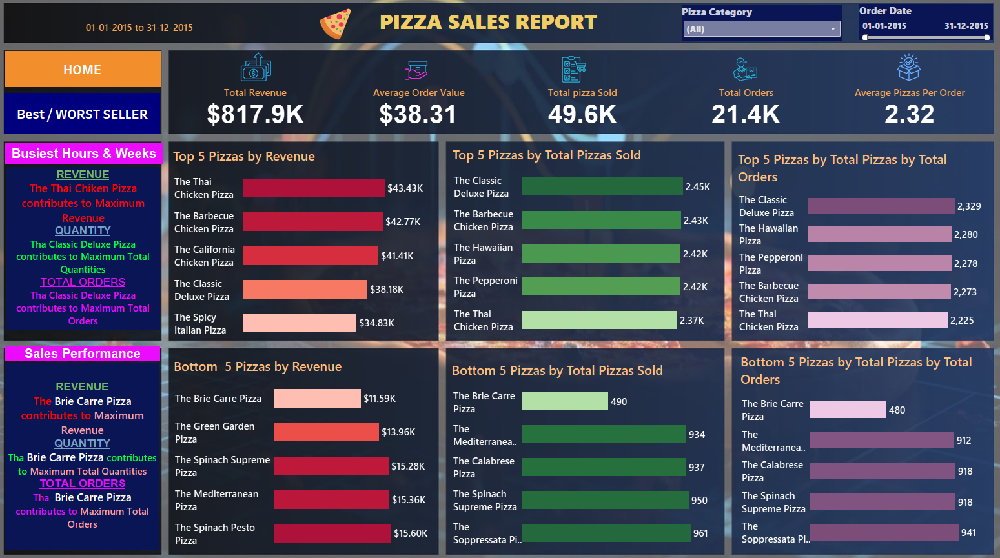 01-01-2015 to 31-12-2015
PIZZA SALES REPORT
Pizza Category
(All)
Order Date
01-01-2015 31-12-2015
HOME
Best / WORST SELLER
Total Revenue
$817.9K
Average Order Value
$38.31
Total pizza Sold
49.6K
Total Orders
21.4K
Average Pizzas Per Order
2.32
Busiest Hours & Weeks
REVENUE
The Thai Chiken Pizza
contributes to Maximum
Revenue
QUANTITY
Tha Classic Deluxe Pizza
contributes to Maximum Total
Quantities
TOTAL ORDERS
Tha Classic Deluxe Pizza
contributes to Maximum Total
Orders
Top 5 Pizzas by Revenue
The Thai
Chicken Pizza
$43.43K
The Barbecue
Chicken Pizza
$42.77K
The California
Chicken Pizza
$41.41K
The Classic
Deluxe Pizza
$38.18K
The Spicy
Italian Pizza
$34.83K
Top 5 Pizzas by Total Pizzas Sold
The Classic
Deluxe Pizza
2.45K
The Barbecue
Chicken Pizza
2.43K
The Hawaiian
Pizza
2.42K
The Pepperoni
Pizza
2.42K
The Thai
Chicken Pizza
2.37K
Top 5 Pizzas by Total Pizzas by Total
Orders
The Classic
Deluxe Pizza
2,329
The Hawaiian
Pizza
2,280
The Pepperoni
Pizza
2,278
The Barbecue
Chicken Pizza
2,273
The Thai
Chicken Pizza
2,225
Sales Performance
REVENUE
The Brie Carre Pizza
contributes to Maximum
Revenue
QUANTITY
Tha Brie Carre Pizza contributes
to Maximum Total Quantities
TOTAL ORDERS
Tha Brie Carre Pizza
contributes to Maximum Total
Orders
Bottom 5 Pizzas by Revenue
The Brie Carre Pizza
$11.59K
The Green Garden
Pizza
$13.96K
The Spinach Supreme
Pizza
$15.28K
The Mediterranean
Pizza
$15.36K
The Spinach Pesto
Pizza
$15.60K
Bottom 5 Pizzas by Total Pizzas Sold
The Brie Carre
Pizza
490
The
Mediterranea..
934
The Calabrese
Pizza
937
The Spinach
Supreme Pizza
950
The
Soppressata Pi..
961
Bottom 5 Pizzas by Total Pizzas by Total
Orders
The Brie Carre
Pizza
480
The
Mediterranea..
912
The Calabrese
Pizza
918
The Spinach
Supreme Pizza
918
The
Soppressata Pi..
941